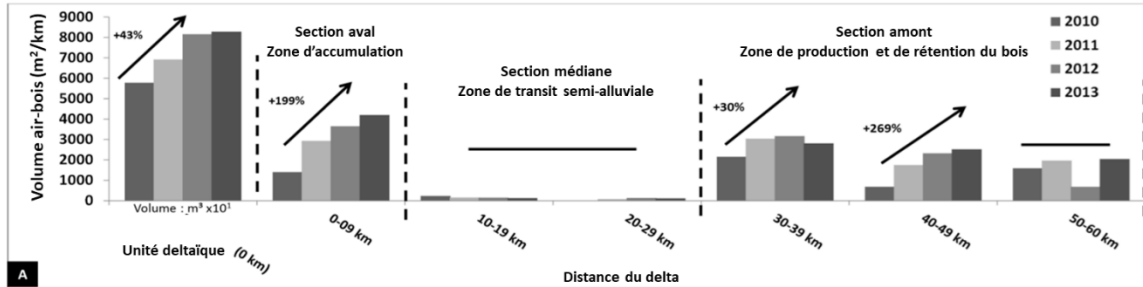 Volume air-bois (m²/km)
9000
8000
7000
6000
5000
4000
3000
2000
1000
0
+43%
Section aval
Zone d'accumulation
+199%
Section médiane
Zone de transit semi-alluviale
Section amont
Zone de production et de rétention du bois
+30%
+269%
2010
2011
2012
2013
Volume : m³ x10¹
Unité deltaïque (0 km)
0-09 km
10-19 km
20-29 km
30-39 km
40-49 km
50-60 km
Distance du delta
A